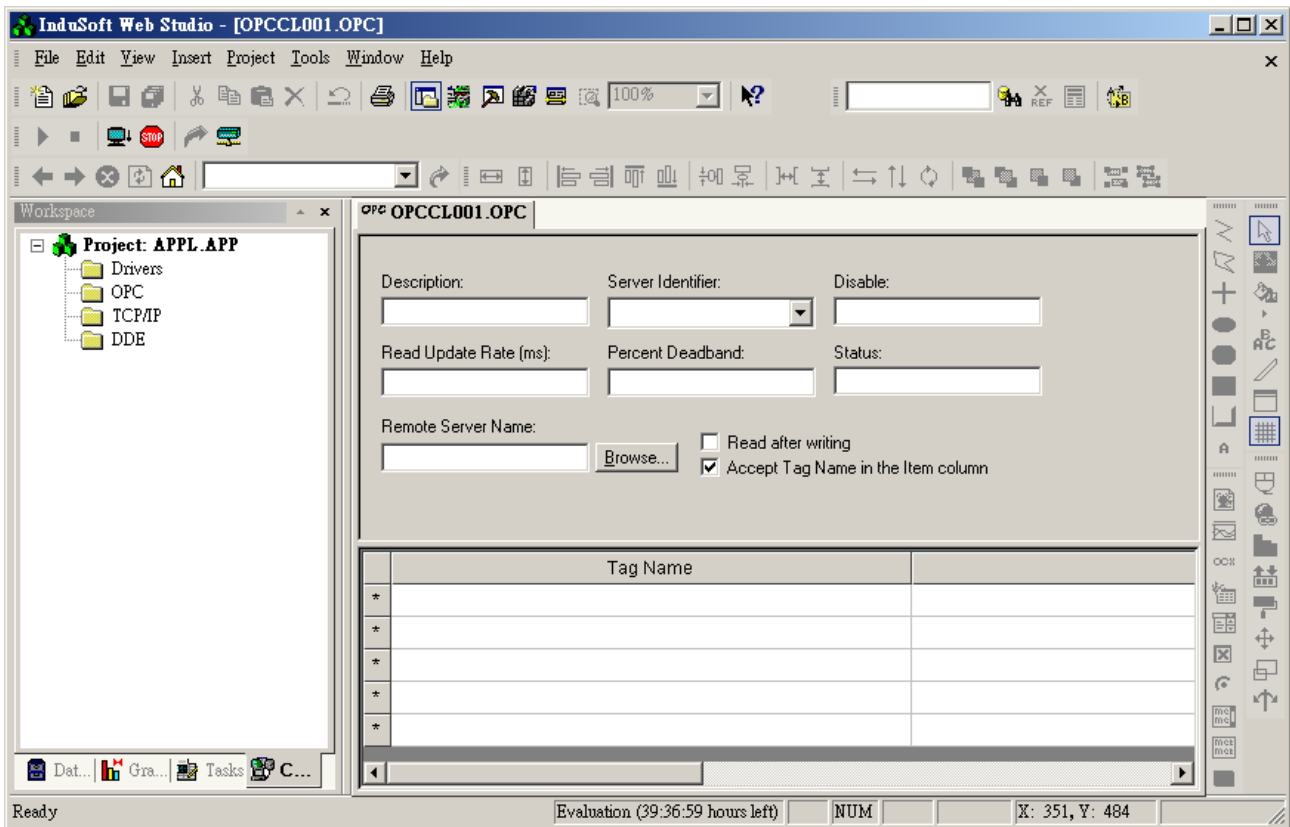 InduSoft Web Studio - [OPCCL001.OPC]
File Edit View Insert Project Tools Window Help
100%
X REF
STOP
Workspace
OPC OPCCL001.OPC
Project: APPL.APP
Drivers
OPC
TCP/IP
DDE
Description: Server Identifier: Disable:
Read Update Rate (ms): Percent Deadband: Status:
Remote Server Name:
Browse...
Read after writing
Accept Tag Name in the Item column
Tag Name
*
*
*
*
*
A B C
A
OCX
Dat... Gra... Tasks C...
Ready Evaluation (39:36:59 hours left) NUM X: 351, Y: 484